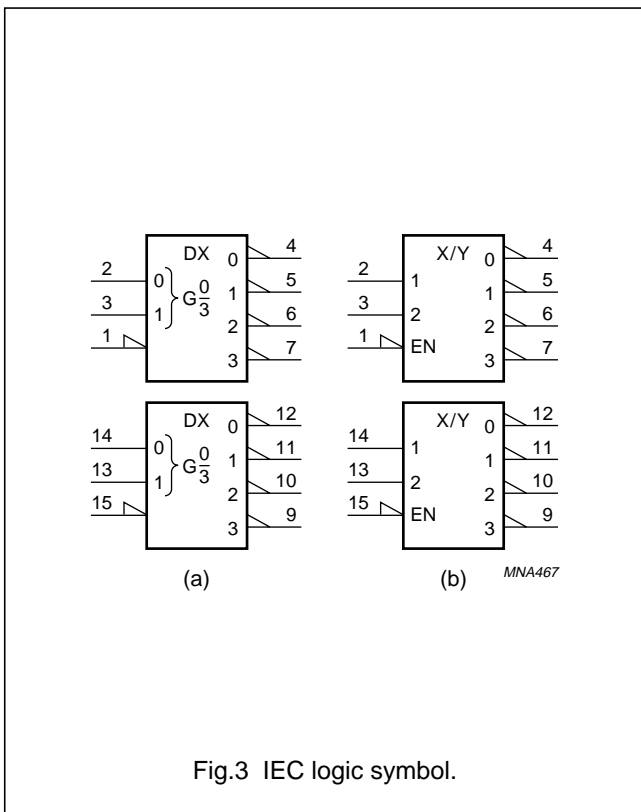 DX
2 0
3 1
G 0/3
1
0 4
1 5
2 6
3 7
X/Y
2 1
3 2
1 EN
0 4
1 5
2 6
3 7
DX
14 0
13 1
G 0/3
15
0 12
1 11
2 10
3 9
X/Y
14 1
13 2
15 EN
0 12
1 11
2 10
3 9
(a)
(b)
MNA467
Fig.3 IEC logic symbol.